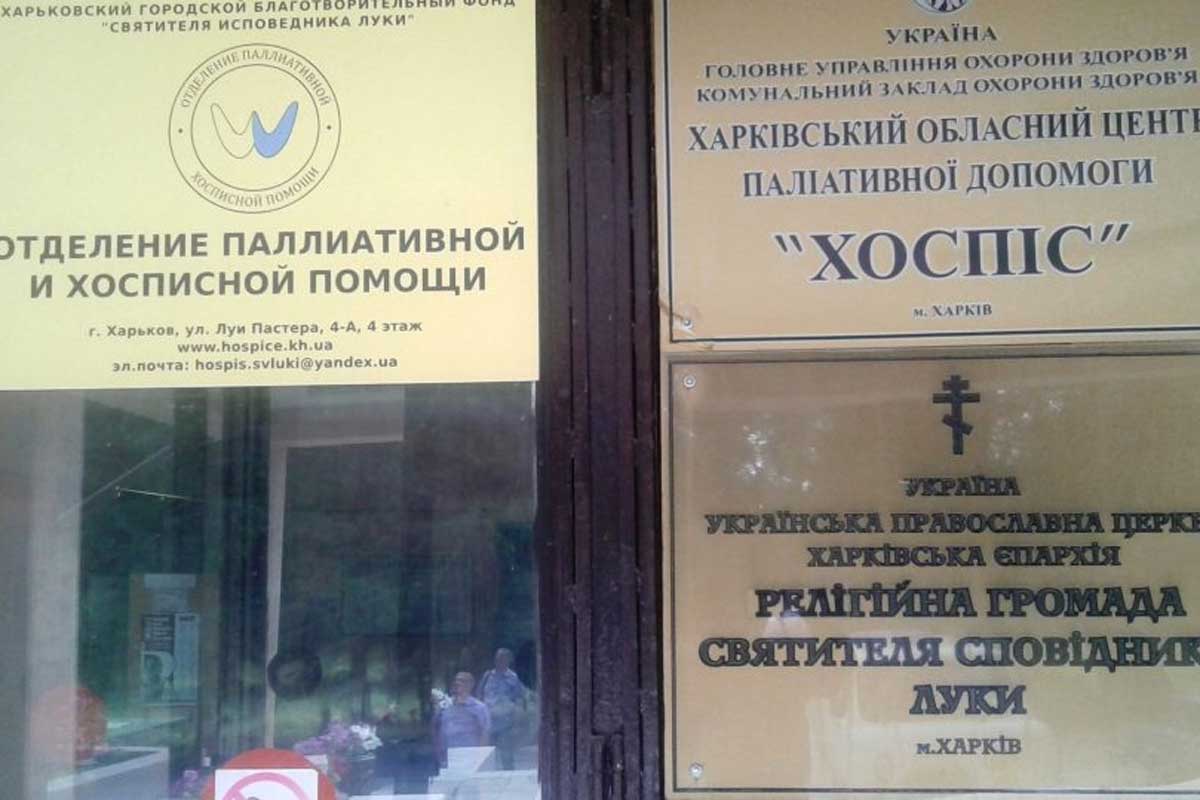 ХАРЬКОВСКИЙ ГОРОДСКОЙ БЛАГОТВОРИТЕЛЬНЫЙ ФОНД
"СВЯТИТЕЛЯ ИСПОВЕДНИКА ЛУКИ"
ОТДЕЛЕНИЕ ПАЛЛИАТИВНОЙ
ХОСПИСНОЙ ПОМОЩИ
ОТДЕЛЕНИЕ ПАЛЛИАТИВНОЙ
И ХОСПИСНОЙ ПОМОЩИ
г. Харьков, ул. Луи Пастера, 4-А, 4 этаж
www.hospice.kh.ua
эл.почта: hospis.svluki@yandex.ua
УКРАЇНА
ГОЛОВНЕ УПРАВЛІННЯ ОХОРОНИ ЗДОРОВ'Я
КОМУНАЛЬНИЙ ЗАКЛАД ОХОРОНИ ЗДОРОВ'Я
ХАРКІВСЬКИЙ ОБЛАСНИЙ ЦЕНТР
ПАЛІАТИВНОЇ ДОПОМОГИ
"ХОСПІС"
м. ХАРКІВ
УКРАЇНА
УКРАЇНСЬКА ПРАВОСЛАВНА ЦЕРКВ
ХАРКІВСЬКА ЄПАРХІЯ
РЕЛІГІЙНА ГРОМАДА
СВЯТИТЕЛЯ СПОВІДНИК
ЛУКИ
м.ХАРКІВ